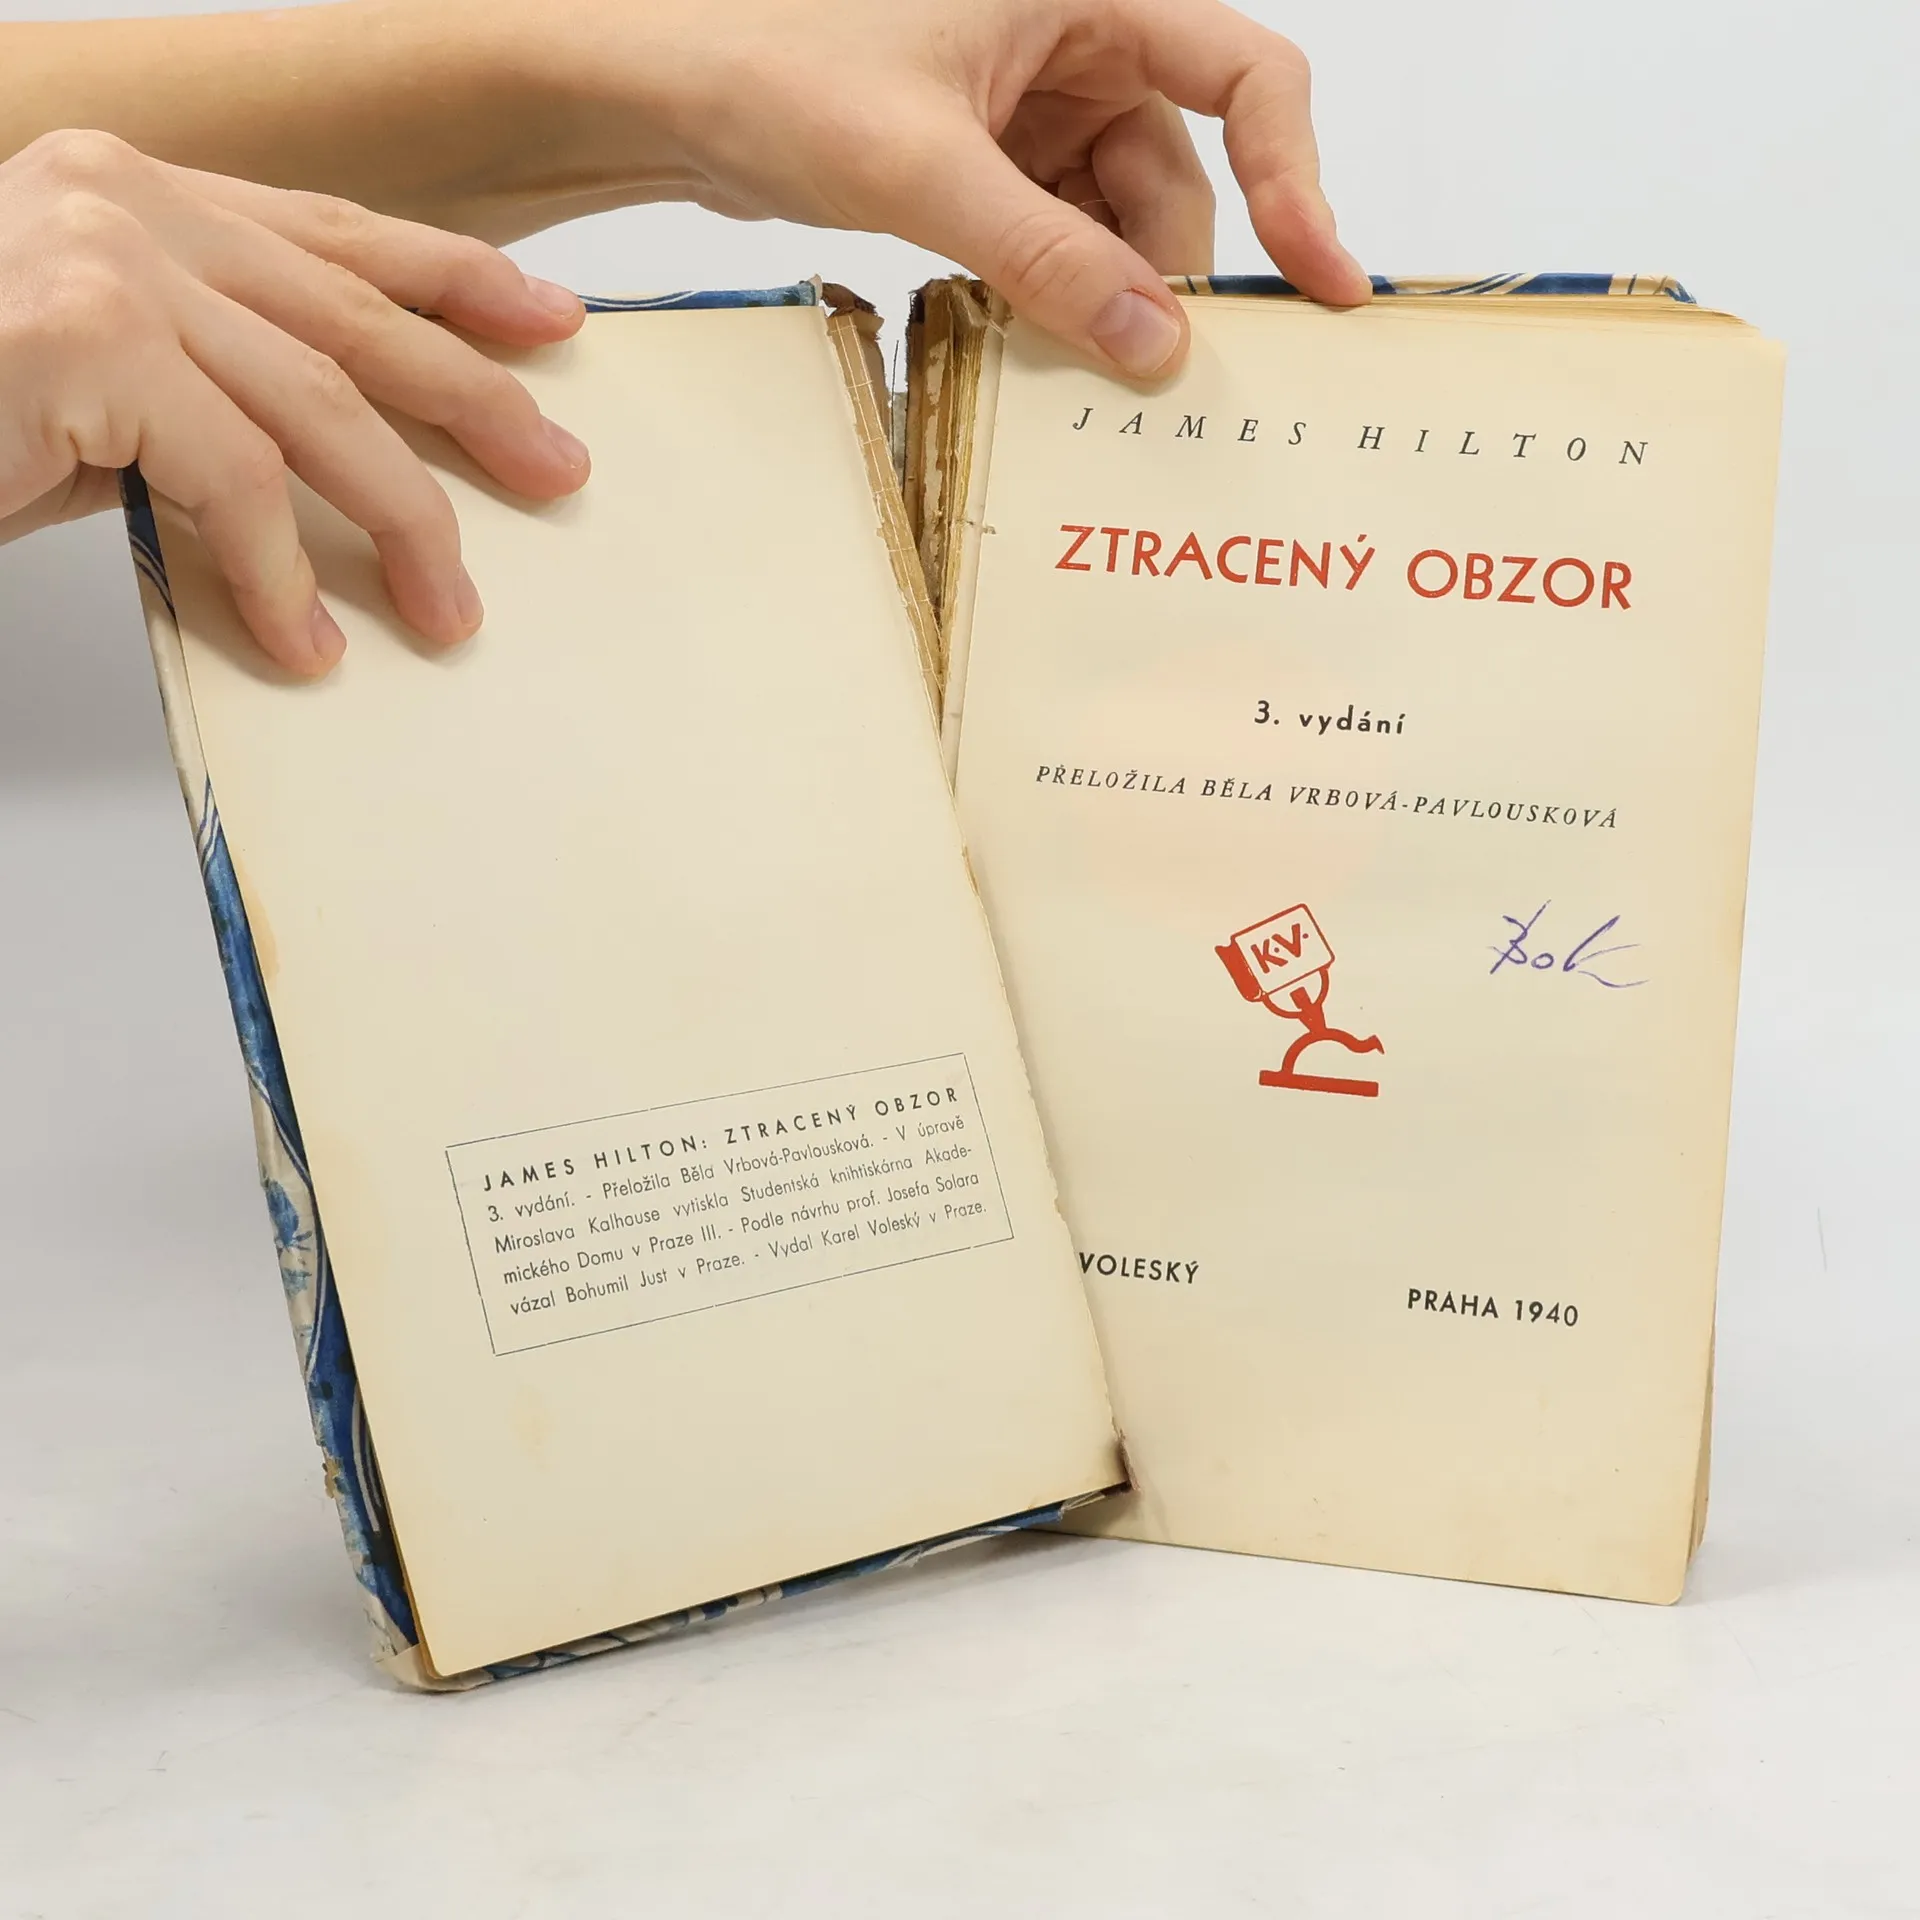 JAMES HILTON: ZTRACENÝ OBZOR
3. vydání. - Přeložila Běla Vrbová-Pavlousková. - V úpravě
Miroslava Kalhouse vytiskla Studentská knihtiskárna Akade-
mického Domu v Praze III. - Podle návrhu prof. Josefa Solara
vázal Bohumil Just v Praze. - Vydal Karel Voleský v Praze.
JAMES HILTON
ZTRACENÝ OBZOR
3. vydání
PŘELOŽILA BĚLA VRBOVÁ-PAVLOUSKOVÁ
K.V.
VOLESKÝ
PRAHA 1940